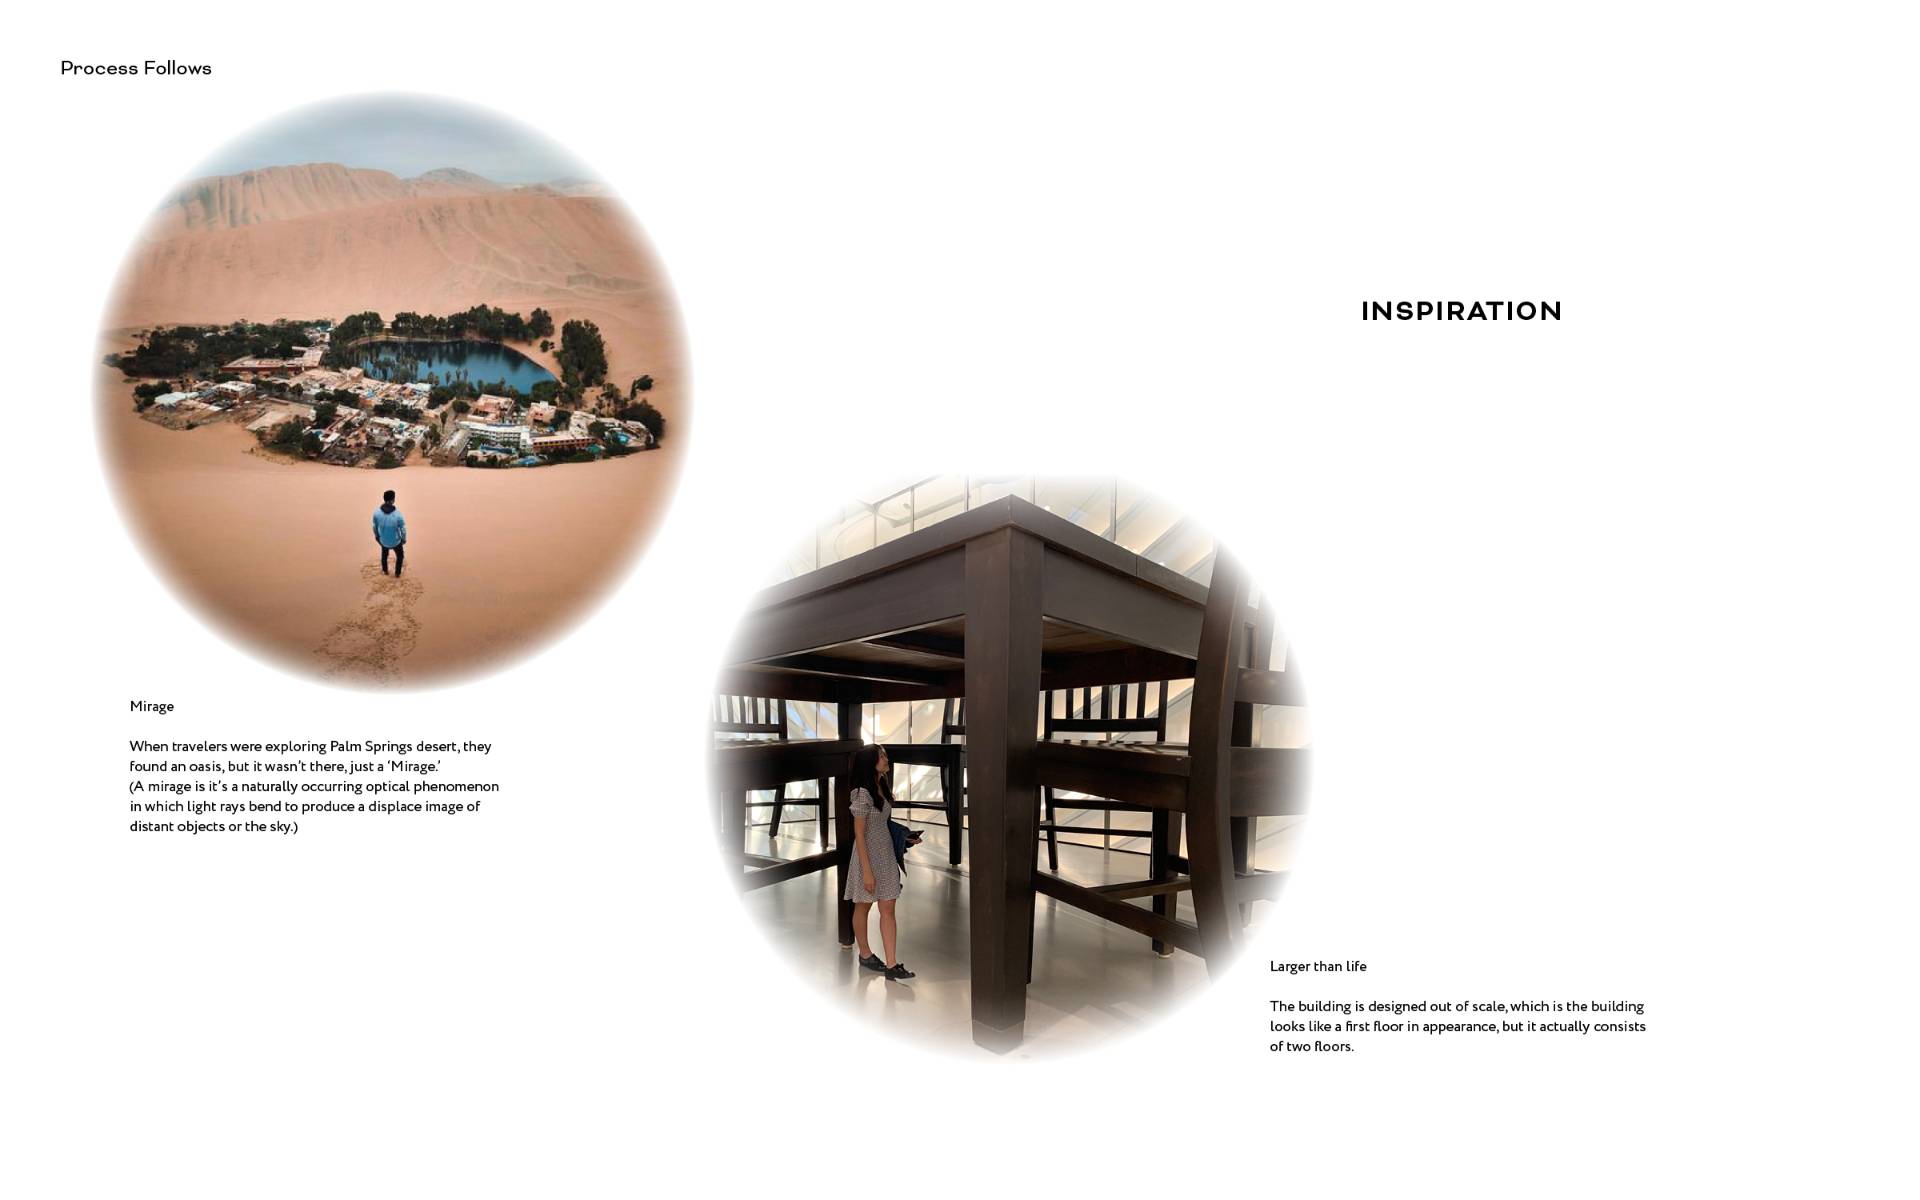 Process Follows
INSPIRATION
Mirage
When travelers were exploring Palm Springs desert, they
found an oasis, but it wasn't there, just a 'Mirage.'
(A mirage is it's a naturally occurring optical phenomenon
in which light rays bend to produce a displace image of
distant objects or the sky.)
Larger than life
The building is designed out of scale, which is the building
looks like a first floor in appearance, but it actually consists
of two floors.